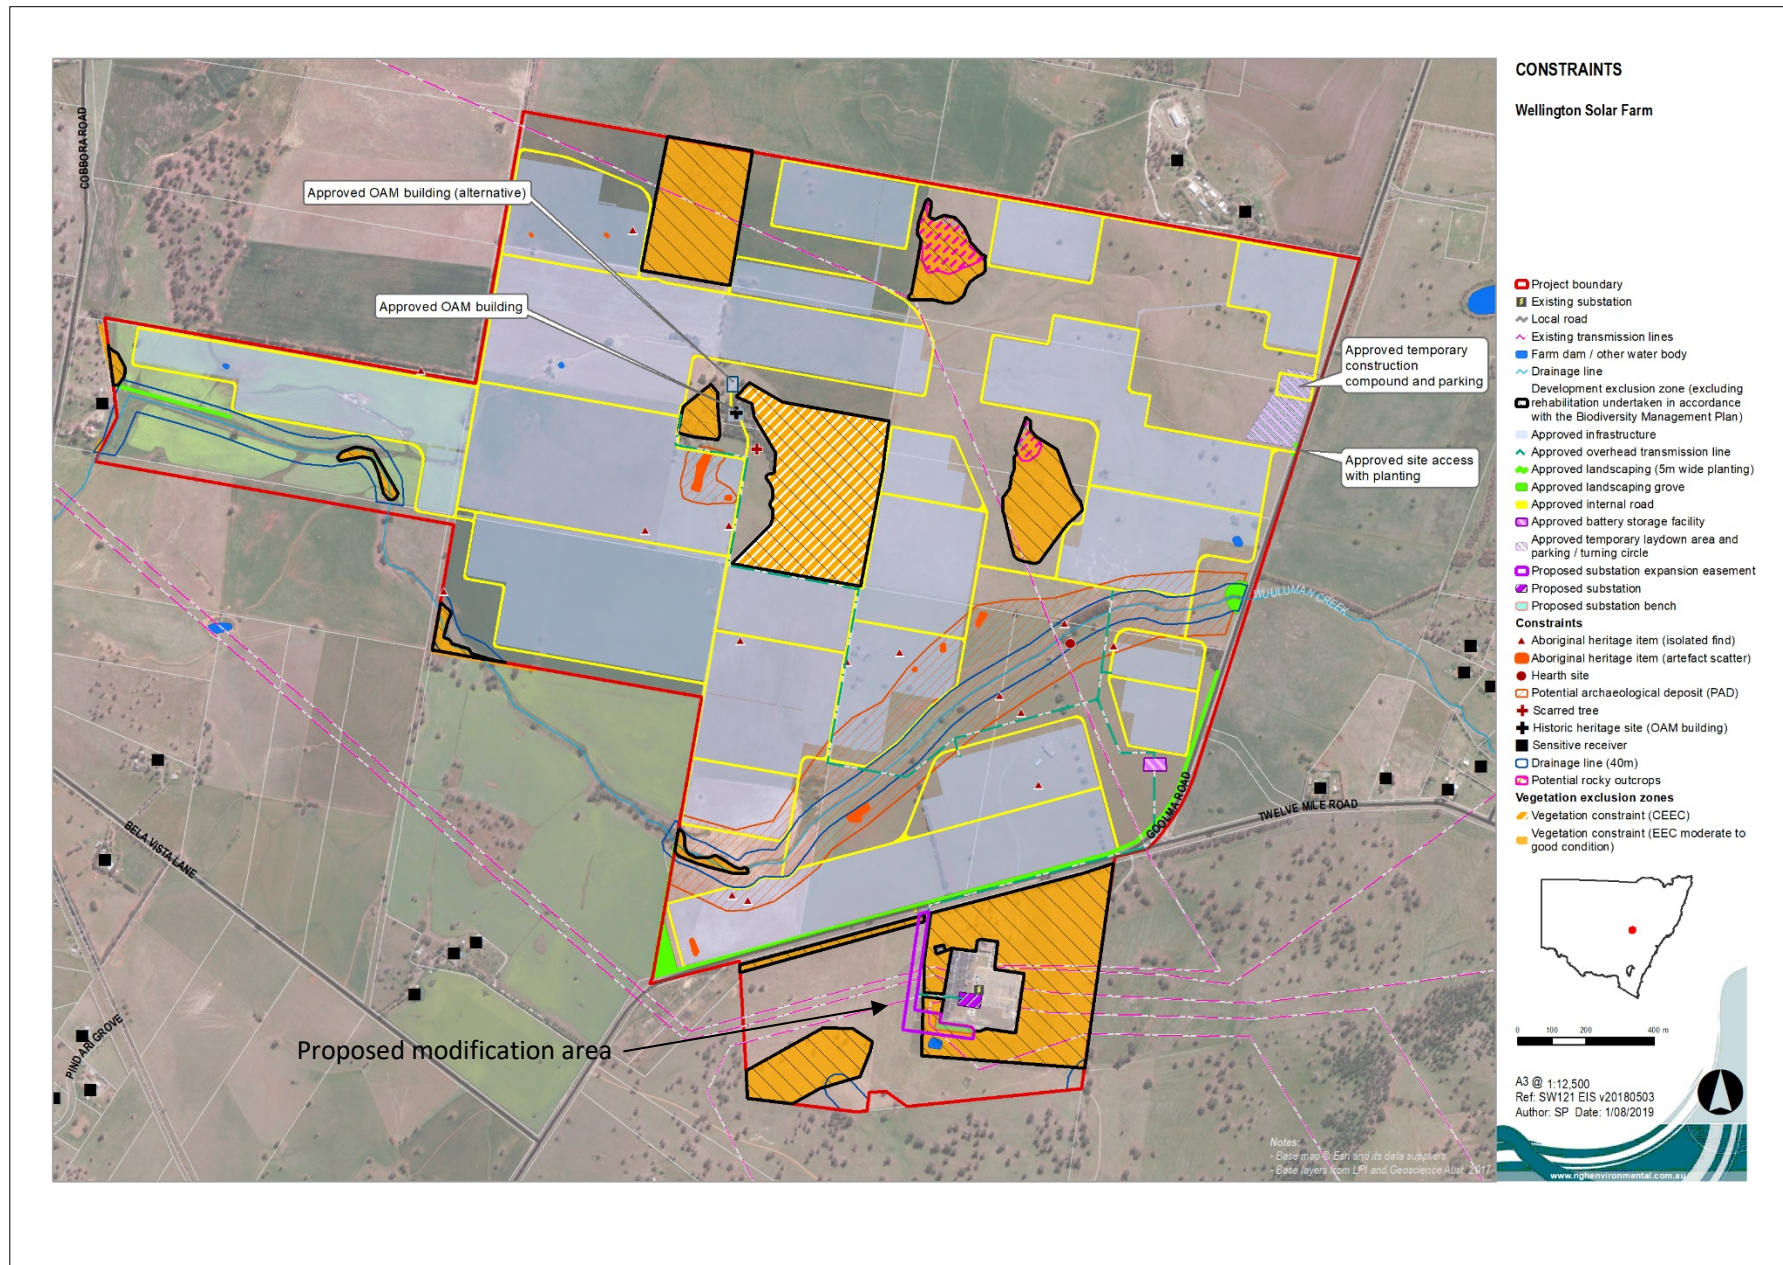 CONSTRAINTS
Wellington Solar Farm
COBBORA ROAD
Approved OAM building (alternative)
Approved OAM building
Approved temporary
construction
compound and parking
Approved site access
with planting
WUULUMAN CREEK
GOOLMA ROAD
TWELVE MILE ROAD
BELA VISTA LANE
PINDARI GROVE
Proposed modification area
Project boundary
Existing substation
Local road
Existing transmission lines
Farm dam / other water body
Drainage line
Development exclusion zone (excluding
rehabilitation undertaken in accordance
with the Biodiversity Management Plan)
Approved infrastructure
Approved overhead transmission line
Approved landscaping (5m wide planting)
Approved landscaping grove
Approved internal road
Approved battery storage facility
Approved temporary laydown area and
parking / turning circle
Proposed substation expansion easement
Proposed substation
Proposed substation bench
Constraints
Aboriginal heritage item (isolated find)
Aboriginal heritage item (artefact scatter)
Hearth site
Potential archaeological deposit (PAD)
Scarred tree
Historic heritage site (OAM building)
Sensitive receiver
Drainage line (40m)
Potential rocky outcrops
Vegetation exclusion zones
Vegetation constraint (CEEC)
Vegetation constraint (EEC moderate to
good condition)
0 100 200 400 m
A3 @ 1:12,500
Ref: SW121 EIS v20180503
Author: SP Date: 1/08/2019
Notes:
- Base map © Esri and its data suppliers
- Base layers from LPI and Geoscience Aust. 2017
www.nghenvironmental.com.au